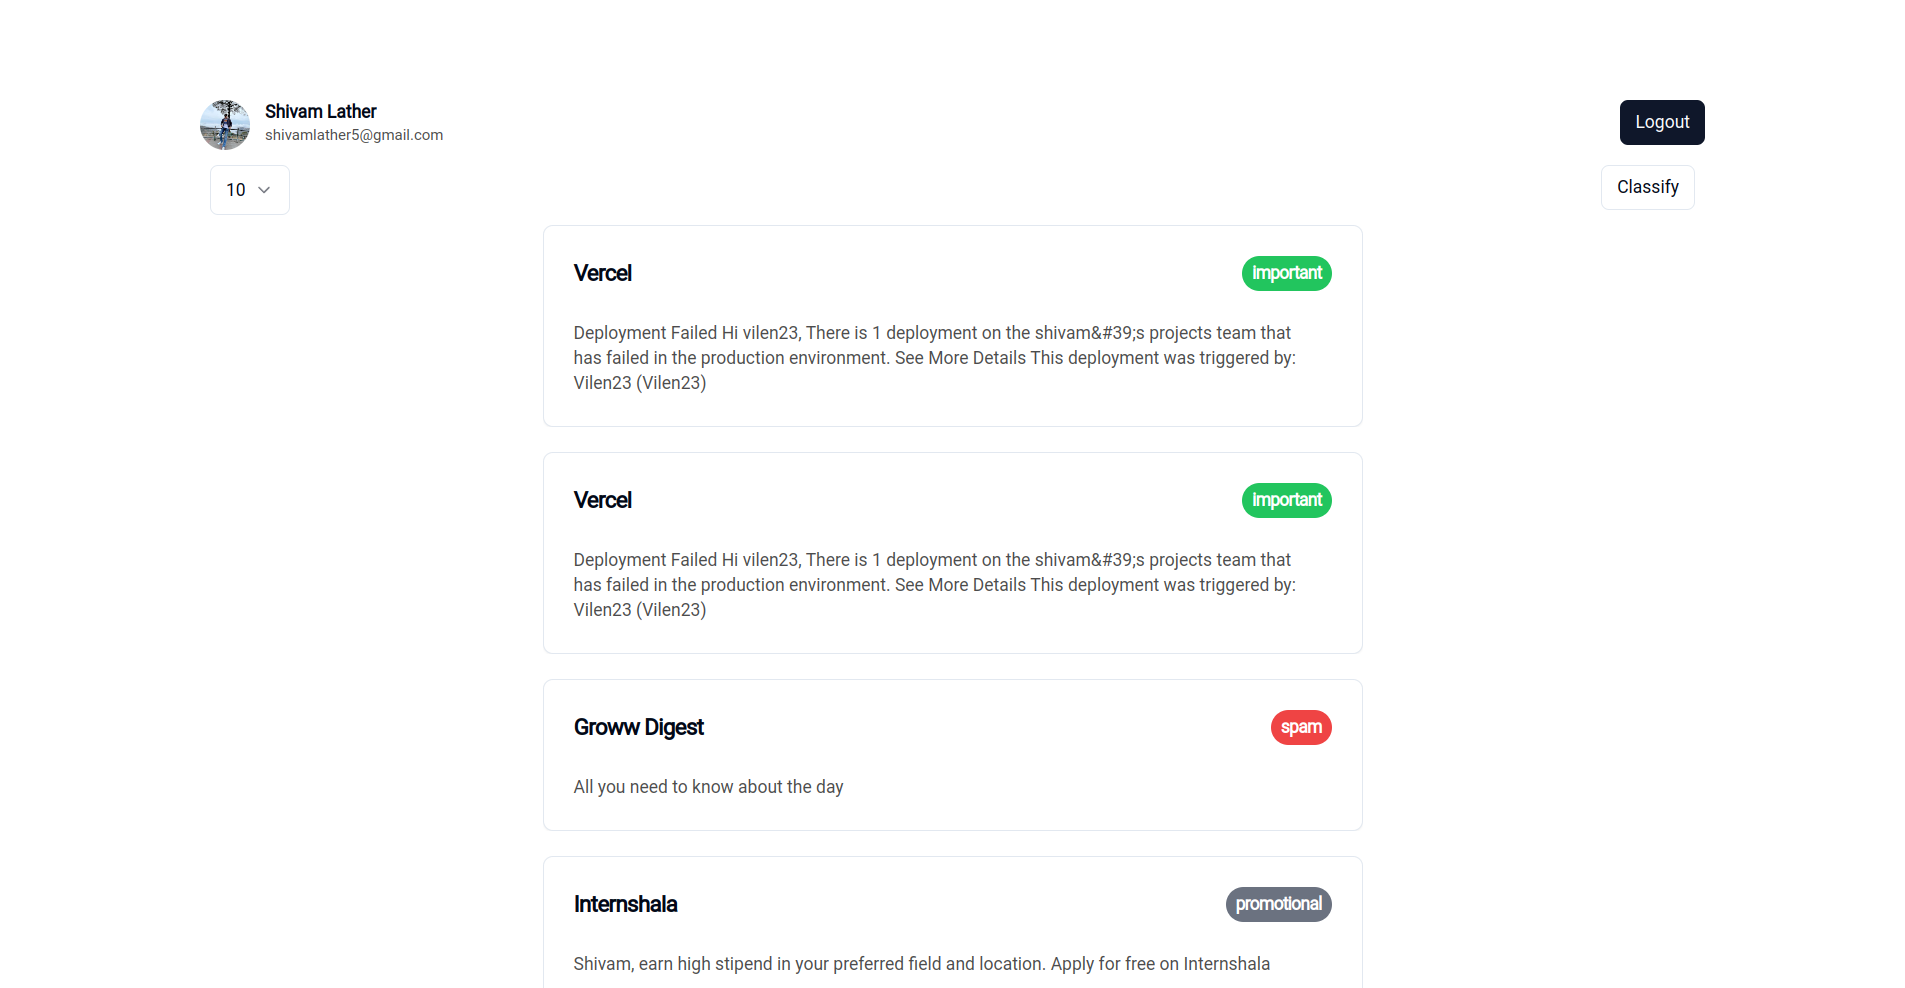 Shivam Lather
shivamlather5@gmail.com
Logout
10
Classify
Vercel
important
Deployment Failed Hi vilen23, There is 1 deployment on the shivam&#39;s projects team that
has failed in the production environment. See More Details This deployment was triggered by:
Vilen23 (Vilen23)
Vercel
important
Deployment Failed Hi vilen23, There is 1 deployment on the shivam&#39;s projects team that
has failed in the production environment. See More Details This deployment was triggered by:
Vilen23 (Vilen23)
Groww Digest
spam
All you need to know about the day
Internshala
promotional
Shivam, earn high stipend in your preferred field and location. Apply for free on Internshala